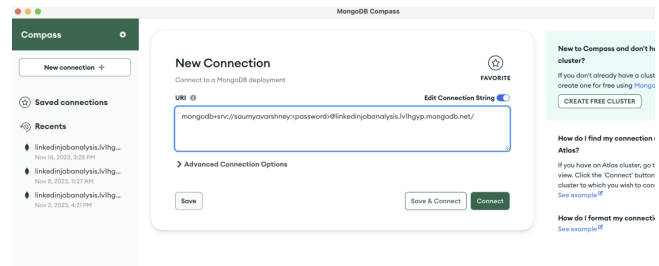 MongoDB Compass
Compass
New connection +
Saved connections
Recents
linkedinjobanalysis.lvlhg...
Nov 14, 2023, 3:25 PM
linkedinjobanalysis.lvlhg...
Nov 8, 2023, 11:27 AM
linkedinjobanalysis.lvlhg...
Nov 2, 2023, 4:21 PM
New Connection
Connect to a MongoDB deployment
FAVORITE
URI
Edit Connection String
mongodb+srv://saumyavarshney:<password>@linkedinjobanalysis.lvlhgyp.mongodb.net/
Advanced Connection Options
Save
Save & Connect
Connect
New to Compass and don't ha
cluster?
If you don't already have a clust
create one for free using Mongo
CREATE FREE CLUSTER
How do I find my connection s
Atlas?
If you have an Atlas cluster, go t
view. Click the 'Connect' button
cluster to which you wish to con
See example
How do I format my connecti
See example